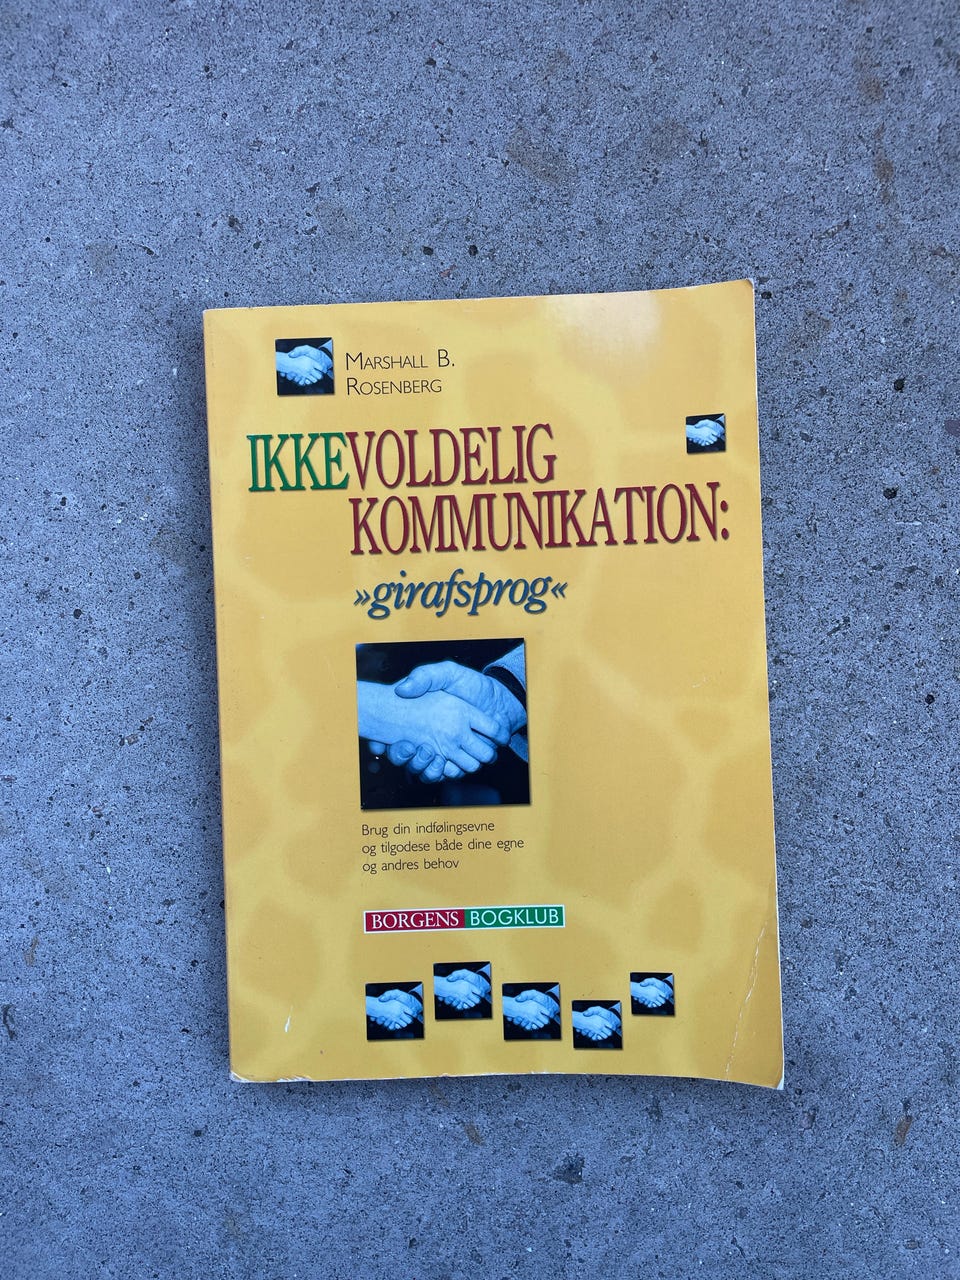 MARSHALL B.
ROSENBERG
IKKEVOLDELIG
KOMMUNIKATION:
»girafsprog«
Brug din indfølingsevne
og tilgodese både dine egne
og andres behov
BORGENS BOGKLUB